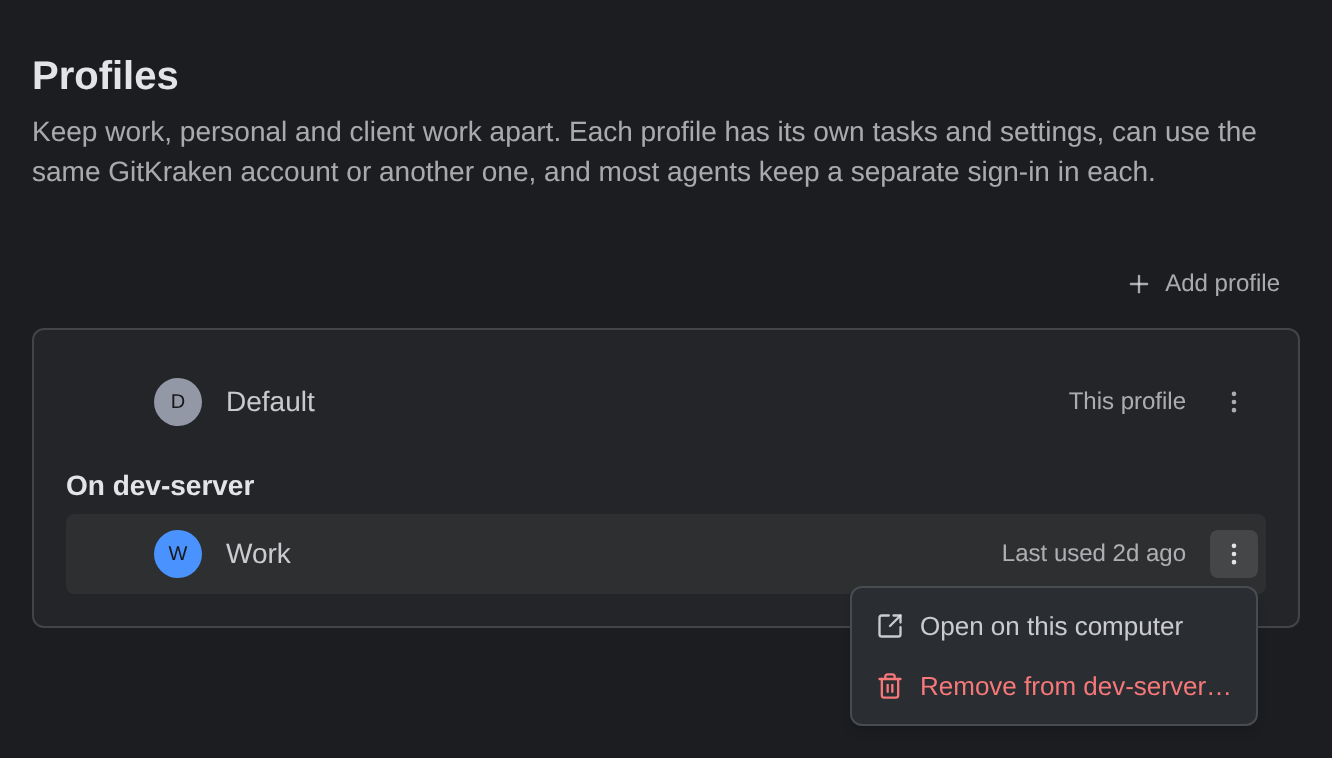 Profiles
Keep work, personal and client work apart. Each profile has its own tasks and settings, can use the
same GitKraken account or another one, and most agents keep a separate sign-in in each.
Add profile
D Default This profile
On dev-server
W Work Last used 2d ago
Open on this computer
Remove from dev-server…